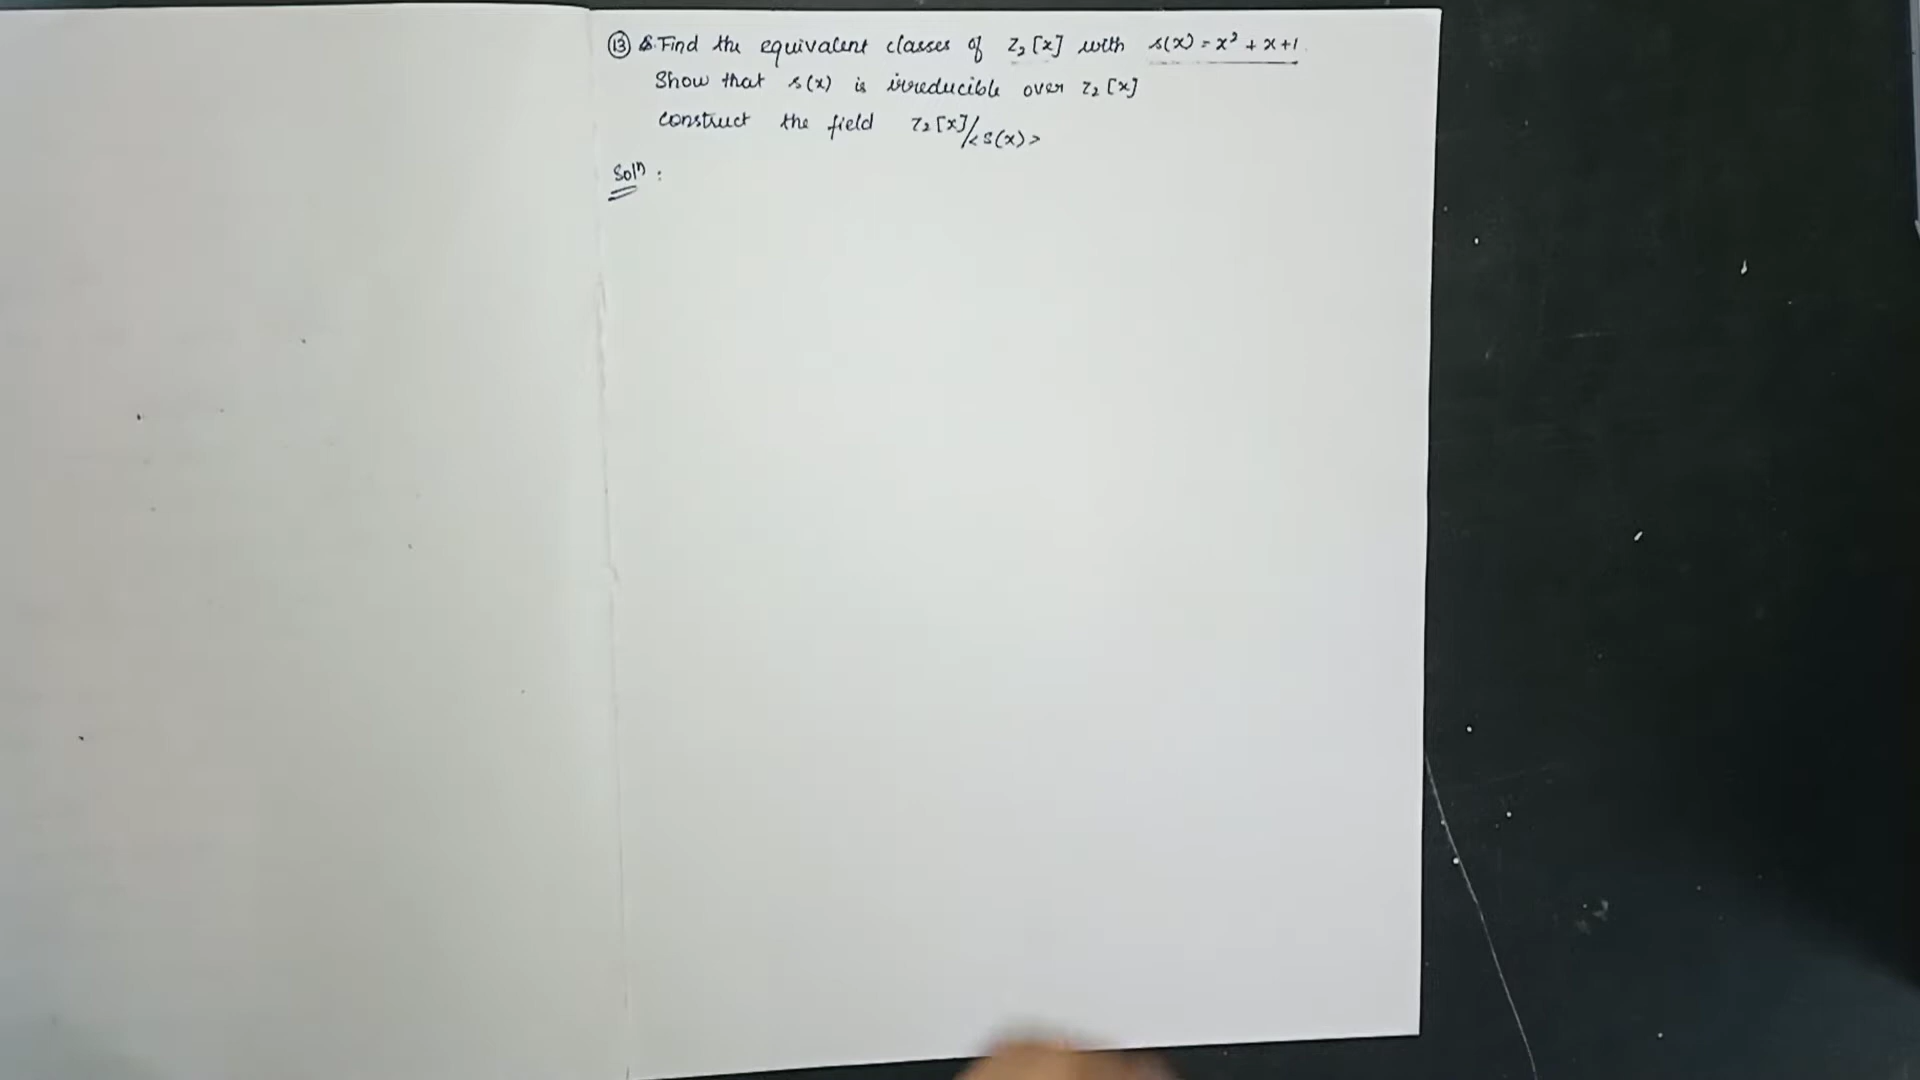 ⑬ Find the equivalent classes of Z₂[x] with s(x) = x² + x + 1.
Show that s(x) is irreducible over Z₂[x]
construct the field Z₂[x]/<s(x)>
Solⁿ :